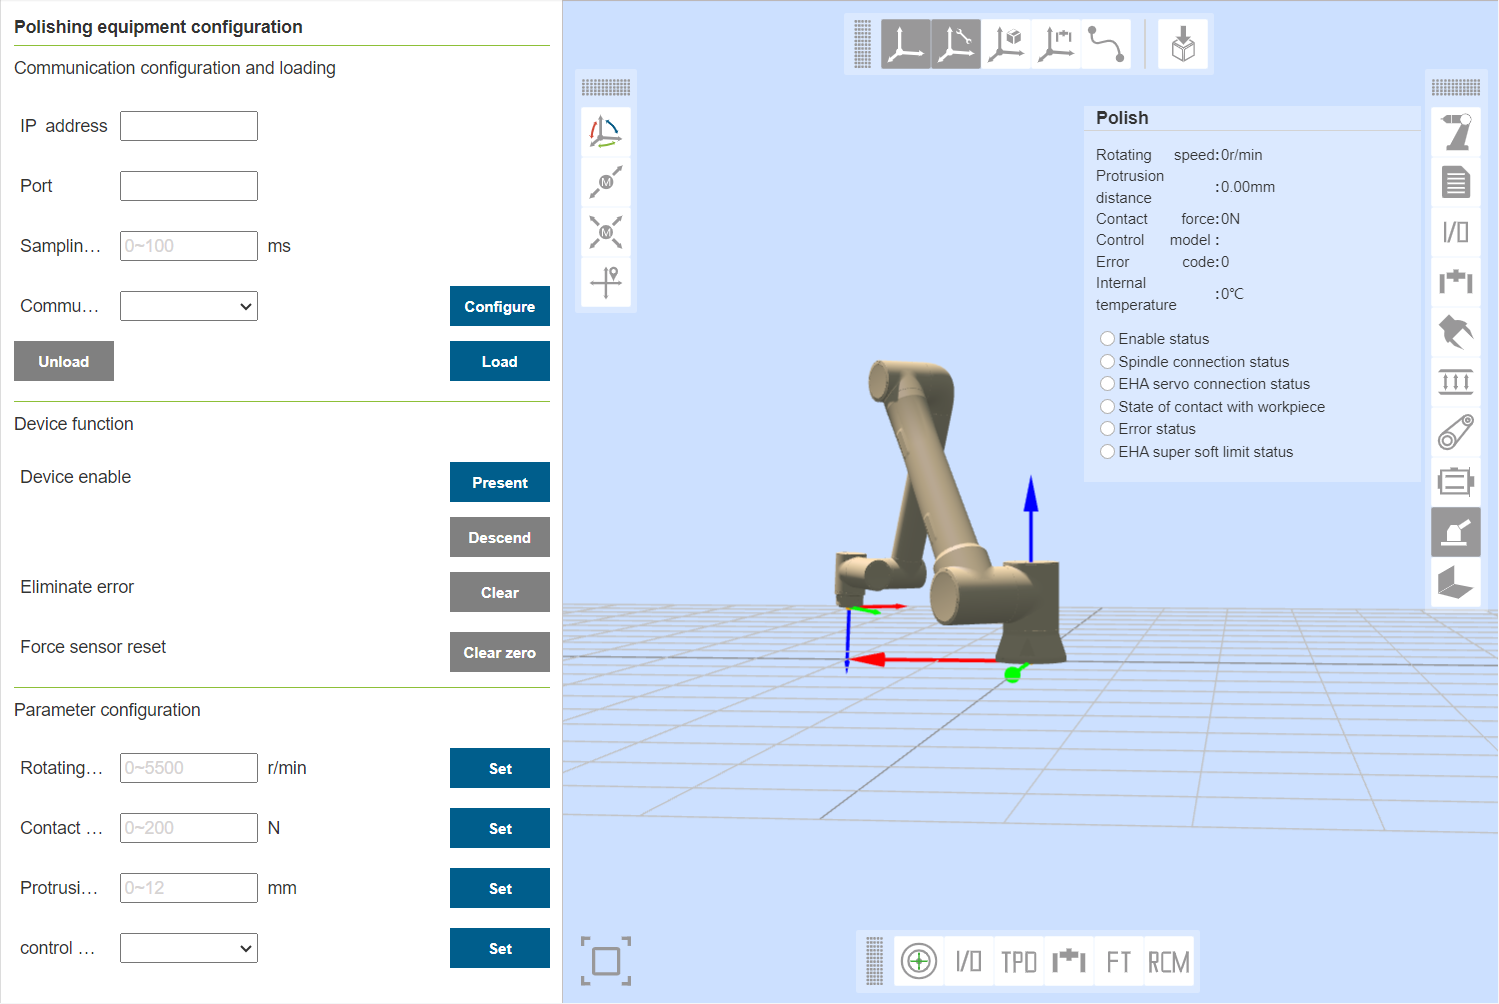 Polishing equipment configuration
Communication configuration and loading
IP address
Port
Samplin… 0~100 ms
Commu… Configure
Unload Load
Device function
Device enable Present
Descend
Eliminate error Clear
Force sensor reset Clear zero
Parameter configuration
Rotating… 0~5500 r/min Set
Contact … 0~200 N Set
Protrusi… 0~12 mm Set
control … Set
M
M
Polish
Rotating speed:0r/min
Protrusion
distance :0.00mm
Contact force:0N
Control model :
Error code:0
Internal
temperature :0℃
Enable status
Spindle connection status
EHA servo connection status
State of contact with workpiece
Error status
EHA super soft limit status
I/O
I/O TPD FT RCM